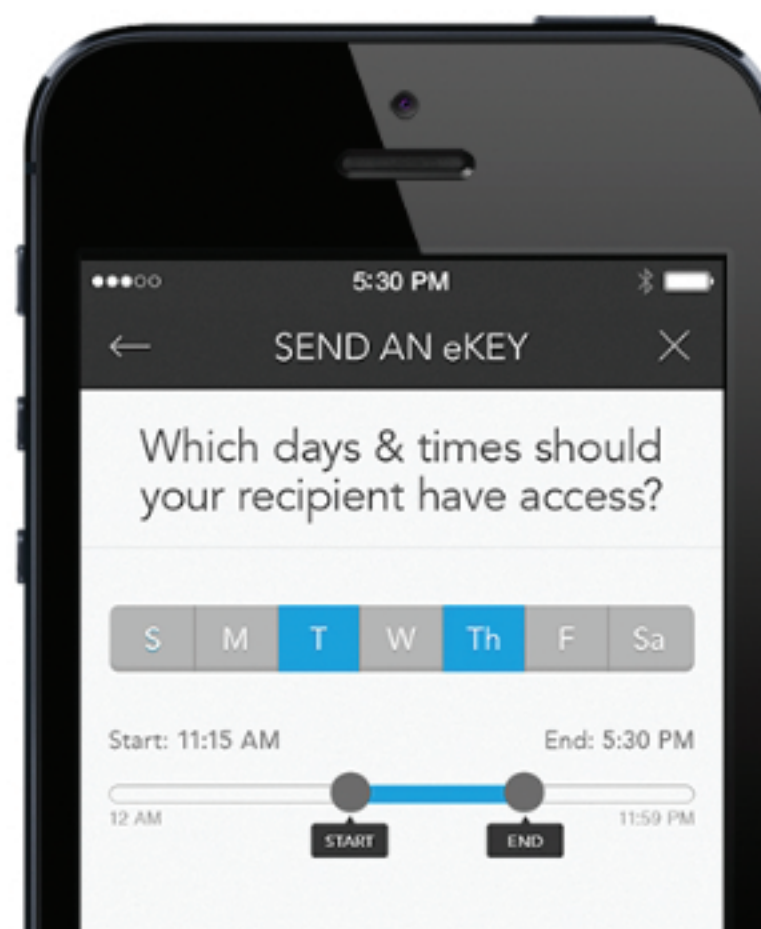 5:30 PM
SEND AN eKEY
Which days & times should
your recipient have access?
S M T W Th F Sa
Start: 11:15 AM End: 5:30 PM
12 AM 11:59 PM
START END